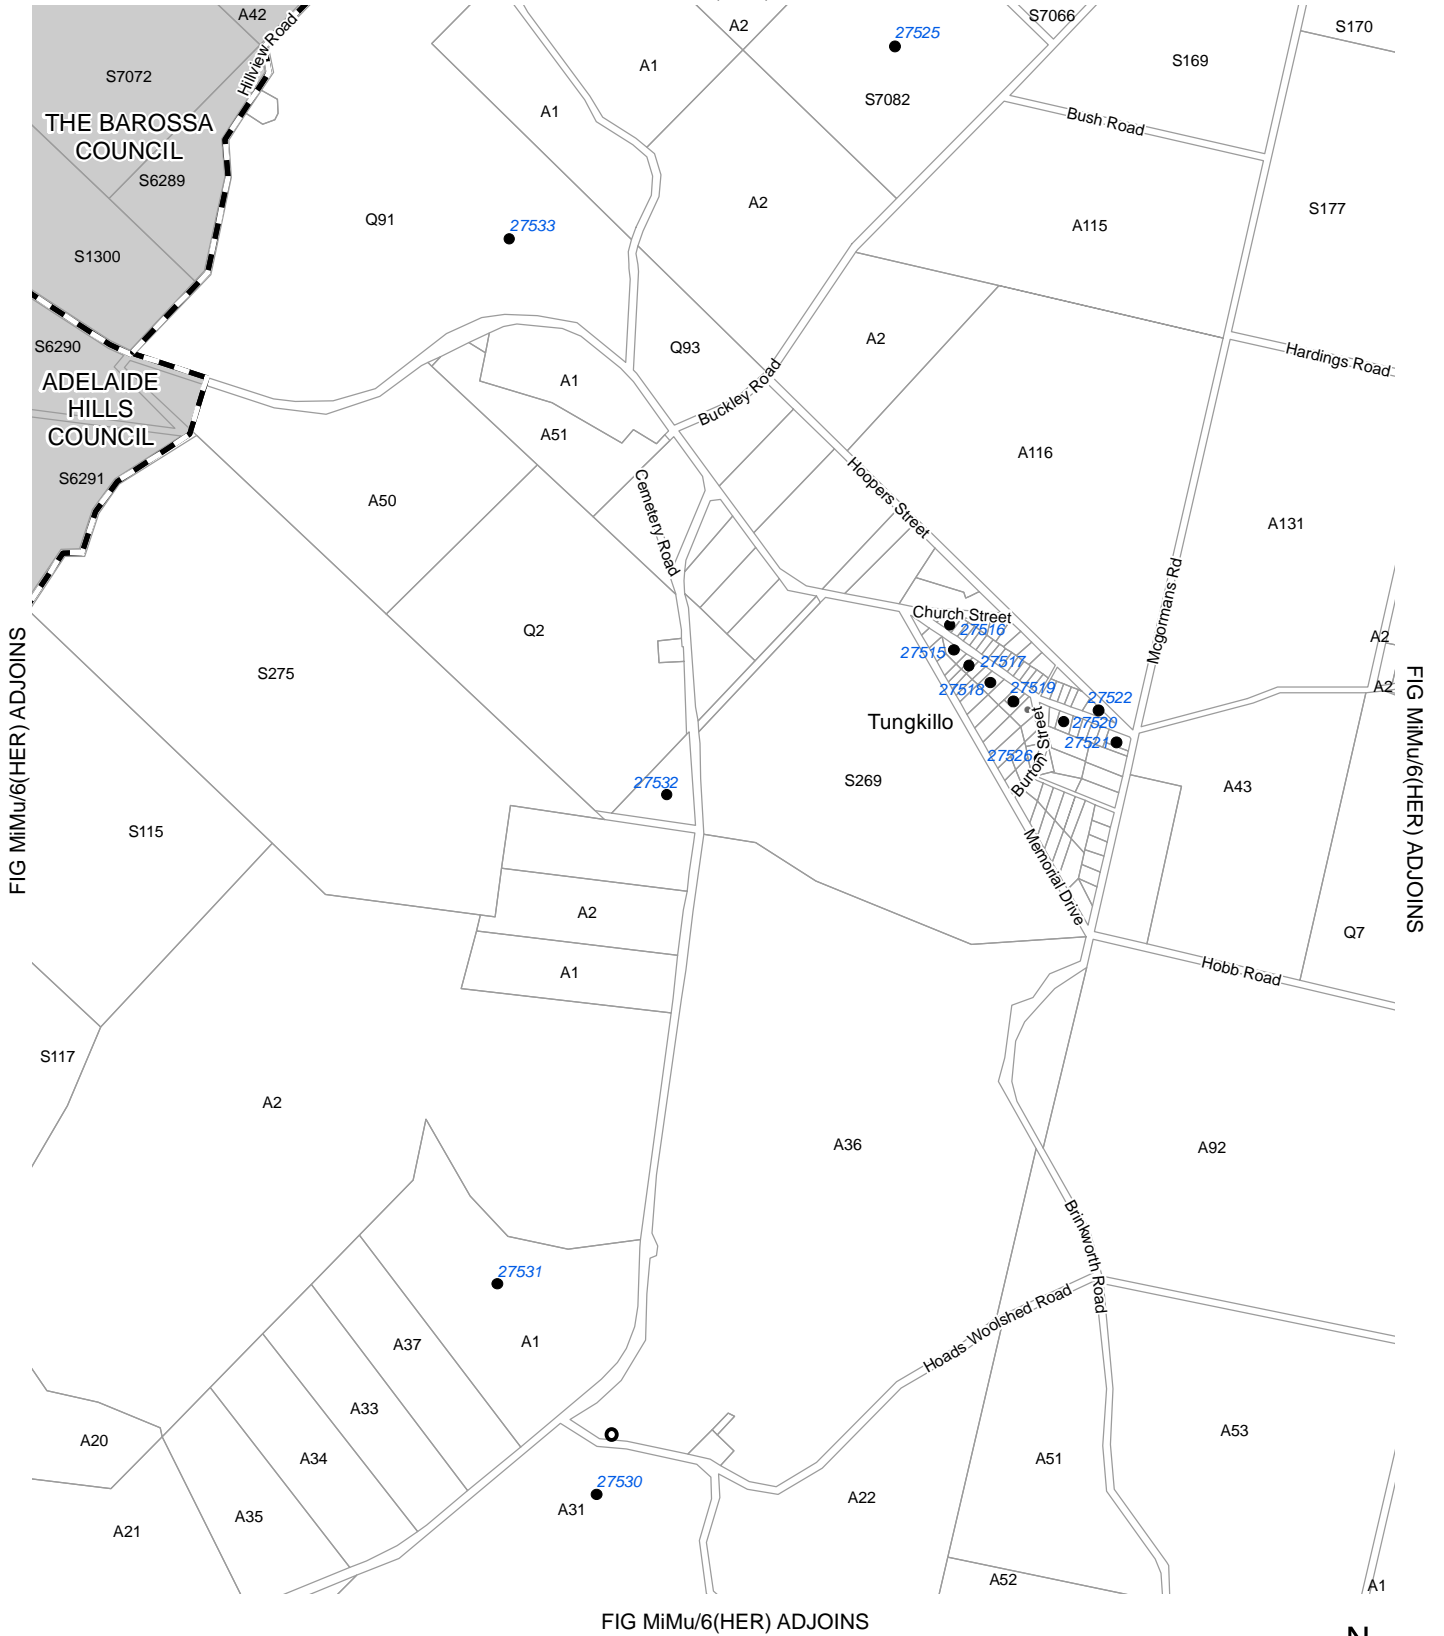 A42
A2
S7066
S170
27525
Hillview Road
S7072
A1
S169
S7082
A1
Bush Road
THE BAROSSA
COUNCIL
S6289
A2
S177
Q91
27533
A115
S1300
S6290
Q93
A2
Hardings Road
ADELAIDE
HILLS
COUNCIL
A1
Buckley Road
A51
A116
S6291
Cemetery Road
Hoopers Street
A50
A131
Mcgormans Rd
Church Street
27516
Q2
A2
27515
27517
S275
27518
27519
A2
27522
Tungkillo
27520
Burton Street
27521
27526
27532
S269
A43
FIG MiMu/6(HER) ADJOINS
FIG MiMu/6(HER) ADJOINS
S115
Memorial Drive
A2
Q7
A1
Hobb Road
S117
A2
A36
A92
Brinkworth Road
27531
Hoads Woolshed Road
A37
A1
A33
A20
A53
A34
A51
27530
A22
A31
A35
A21
A52
A1
FIG MiMu/6(HER) ADJOINS
N